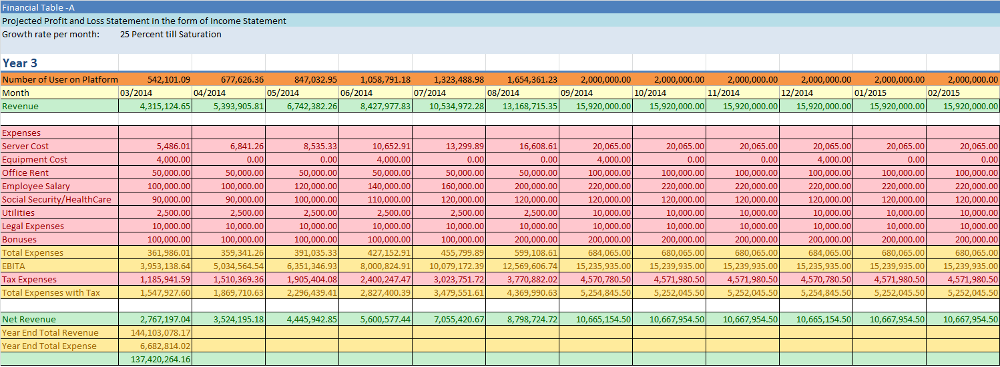 Financial Table -A
Projected Profit and Loss Statement in the form of Income Statement
Growth rate per month: 25 Percent till Saturation
Year 3
Number of User on Platform 542,101.09 677,626.36 847,032.95 1,058,791.18 1,323,488.98 1,654,361.23 2,000,000.00 2,000,000.00 2,000,000.00 2,000,000.00 2,000,000.00 2,000,000.00
Month 03/2014 04/2014 05/2014 06/2014 07/2014 08/2014 09/2014 10/2014 11/2014 12/2014 01/2015 02/2015
Revenue 4,315,124.65 5,393,905.81 6,742,382.26 8,427,977.83 10,534,972.28 13,168,715.35 15,920,000.00 15,920,000.00 15,920,000.00 15,920,000.00 15,920,000.00 15,920,000.00
Expenses
Server Cost 5,486.01 6,841.26 8,535.33 10,652.91 13,299.89 16,608.61 20,065.00 20,065.00 20,065.00 20,065.00 20,065.00 20,065.00
Equipment Cost 4,000.00 0.00 0.00 4,000.00 0.00 0.00 4,000.00 0.00 0.00 4,000.00 0.00 0.00
Office Rent 50,000.00 50,000.00 50,000.00 50,000.00 50,000.00 50,000.00 100,000.00 100,000.00 100,000.00 100,000.00 100,000.00 100,000.00
Employee Salary 100,000.00 100,000.00 120,000.00 140,000.00 160,000.00 200,000.00 220,000.00 220,000.00 220,000.00 220,000.00 220,000.00 220,000.00
Social Security/HealthCare 90,000.00 90,000.00 100,000.00 110,000.00 120,000.00 120,000.00 120,000.00 120,000.00 120,000.00 120,000.00 120,000.00 120,000.00
Utilities 2,500.00 2,500.00 2,500.00 2,500.00 2,500.00 2,500.00 10,000.00 10,000.00 10,000.00 10,000.00 10,000.00 10,000.00
Legal Expenses 10,000.00 10,000.00 10,000.00 10,000.00 10,000.00 10,000.00 10,000.00 10,000.00 10,000.00 10,000.00 10,000.00 10,000.00
Bonuses 100,000.00 100,000.00 100,000.00 100,000.00 100,000.00 200,000.00 200,000.00 200,000.00 200,000.00 200,000.00 200,000.00 200,000.00
Total Expenses 361,986.01 359,341.26 391,035.33 427,152.91 455,799.89 599,108.61 684,065.00 680,065.00 680,065.00 684,065.00 680,065.00 680,065.00
EBITA 3,953,138.64 5,034,564.54 6,351,346.93 8,000,824.91 10,079,172.39 12,569,606.74 15,235,935.00 15,239,935.00 15,239,935.00 15,235,935.00 15,239,935.00 15,239,935.00
Tax Expenses 1,185,941.59 1,510,369.36 1,905,404.08 2,400,247.47 3,023,751.72 3,770,882.02 4,570,780.50 4,571,980.50 4,571,980.50 4,570,780.50 4,571,980.50 4,571,980.50
Total Expenses with Tax 1,547,927.60 1,869,710.63 2,296,439.41 2,827,400.39 3,479,551.61 4,369,990.63 5,254,845.50 5,252,045.50 5,252,045.50 5,254,845.50 5,252,045.50 5,252,045.50
Net Revenue 2,767,197.04 3,524,195.18 4,445,942.85 5,600,577.44 7,055,420.67 8,798,724.72 10,665,154.50 10,667,954.50 10,667,954.50 10,665,154.50 10,667,954.50 10,667,954.50
Year End Total Revenue 144,103,078.17
Year End Total Expense 6,682,814.02
137,420,264.16